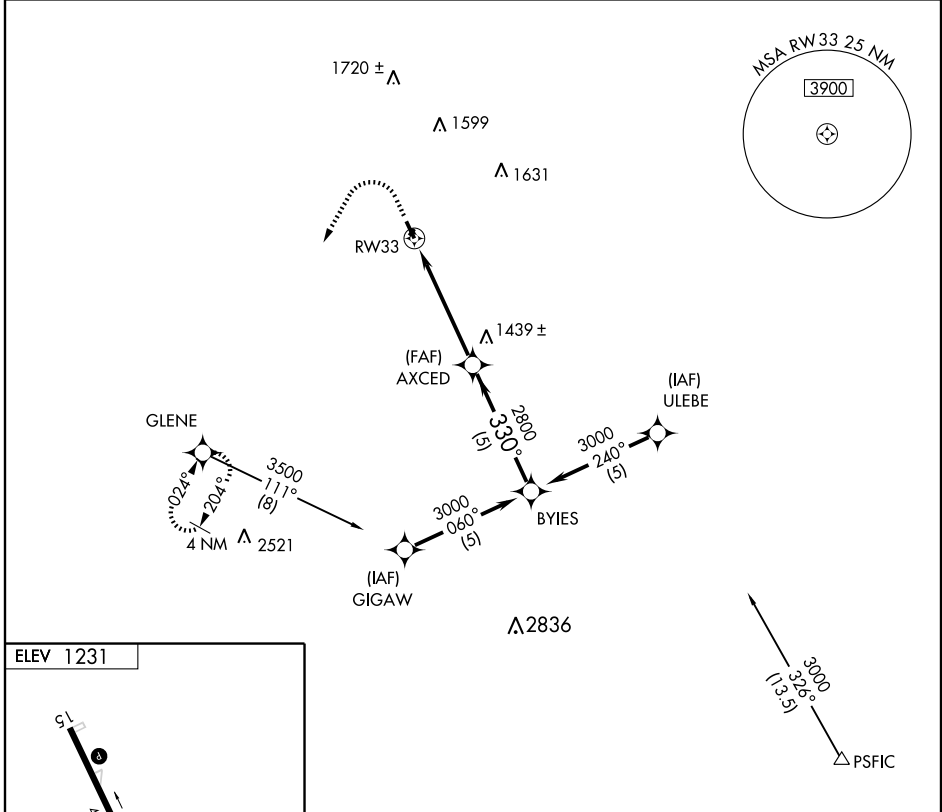 MSA RW33 25 NM
3900
1720 ±
1599
1631
RW33
1439 ±
(FAF)
AXCED
(IAF)
ULEBE
GLENE
2800
330°
(5)
3000
240°
(5)
3500
111°
(8)
024°
204°
4 NM
2521
3000
060°
(5)
BYIES
(IAF)
GIGAW
2836
ELEV 1231
3000
326°
(13.5)
PSFIC
15
P